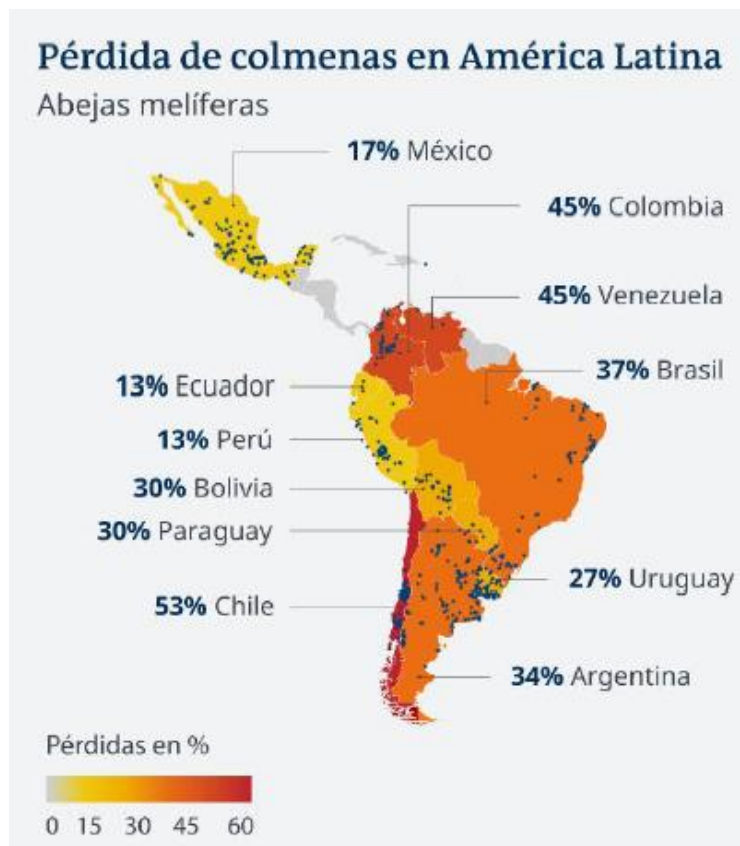 Pérdida de colmenas en América Latina
Abejas melíferas
17% México
45% Colombia
45% Venezuela
37% Brasil
13% Ecuador
13% Perú
30% Bolivia
30% Paraguay
27% Uruguay
53% Chile
34% Argentina
Pérdidas en %
0 15 30 45 60